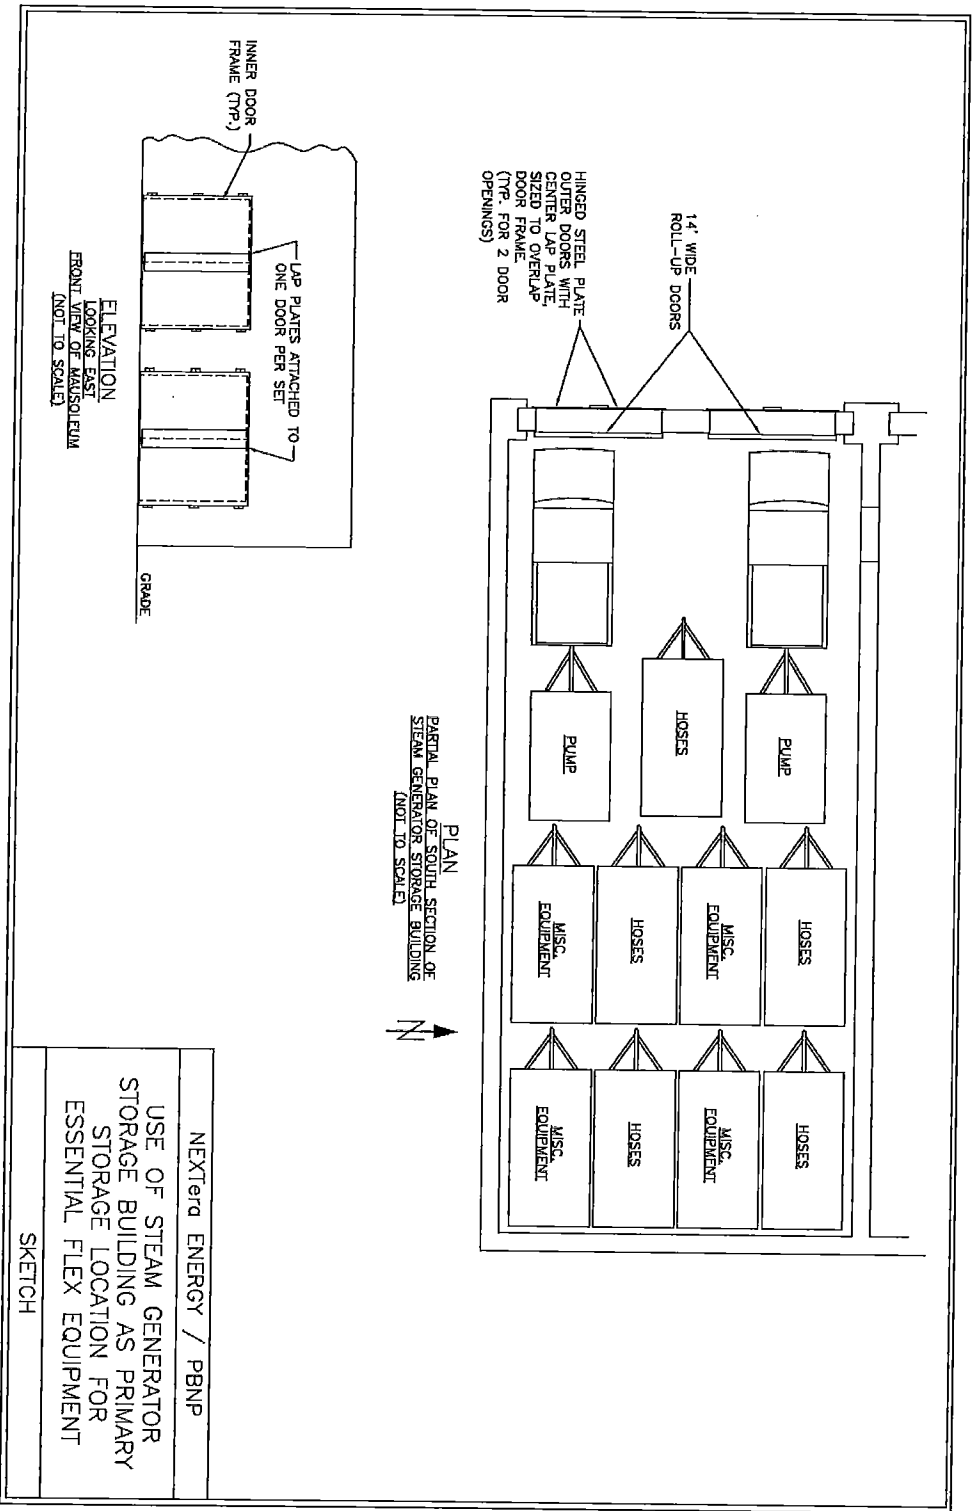 14' WIDE
ROLL-UP DOORS
HINGED STEEL PLATE
OUTER DOORS WITH
CENTER LAP PLATE,
SIZED TO OVERLAP
DOOR FRAME.
(TYP. FOR 2 DOOR
OPENINGS)
PUMP
HOSES
PUMP
HOSES
MISC.
EQUIPMENT
HOSES
MISC.
EQUIPMENT
HOSES
MISC.
EQUIPMENT
HOSES
MISC.
EQUIPMENT
PLAN
PARTIAL PLAN OF SOUTH SECTION OF
STEAM GENERATOR STORAGE BUILDING
(NOT TO SCALE)
N
INNER DOOR
FRAME (TYP.)
LAP PLATES ATTACHED TO
ONE DOOR PER SET
GRADE
ELEVATION
LOOKING EAST
FRONT VIEW OF MAUSOLEUM
(NOT TO SCALE)
NEXTera ENERGY / PBNP
USE OF STEAM GENERATOR
STORAGE BUILDING AS PRIMARY
STORAGE LOCATION FOR
ESSENTIAL FLEX EQUIPMENT
SKETCH